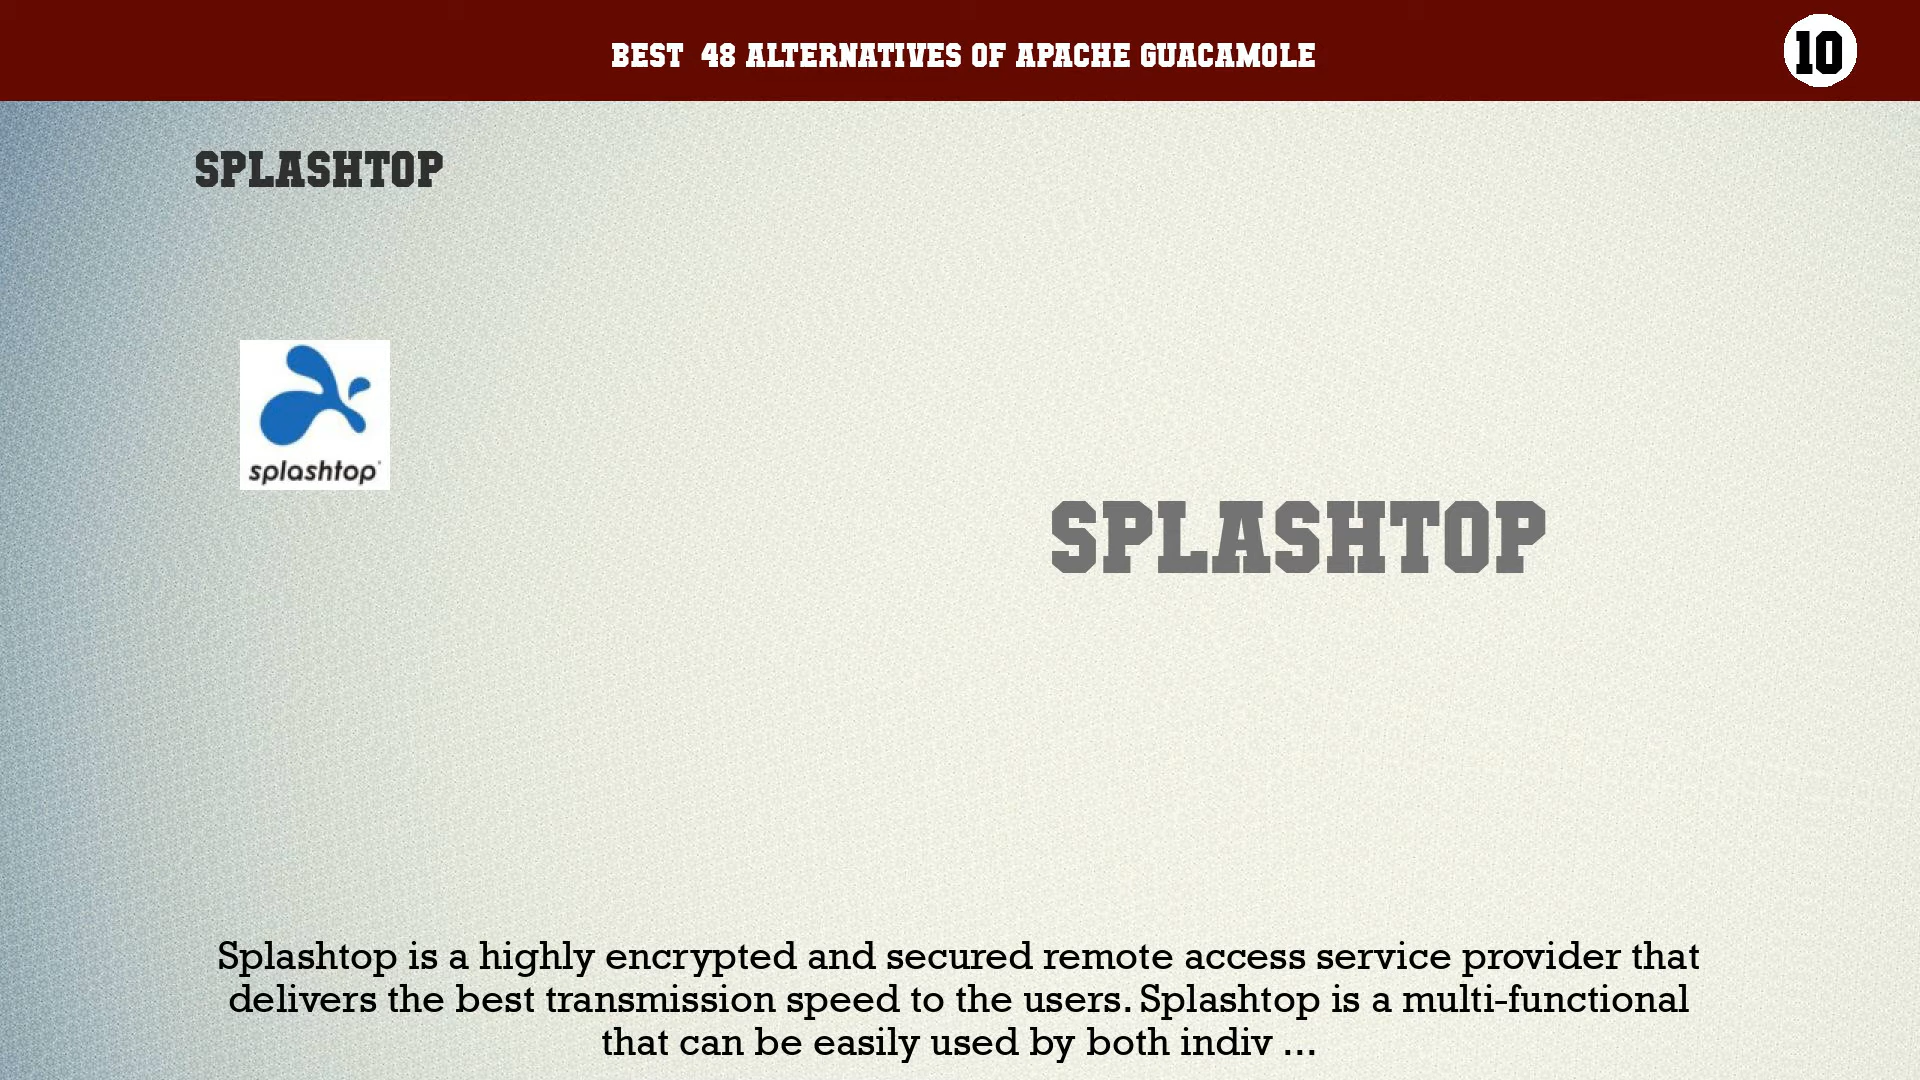 BEST 48 ALTERNATIVES OF APACHE GUACAMOLE
10
SPLASHTOP
splashtop
SPLASHTOP
Splashtop is a highly encrypted and secured remote access service provider that
delivers the best transmission speed to the users. Splashtop is a multi-functional
that can be easily used by both indiv ...